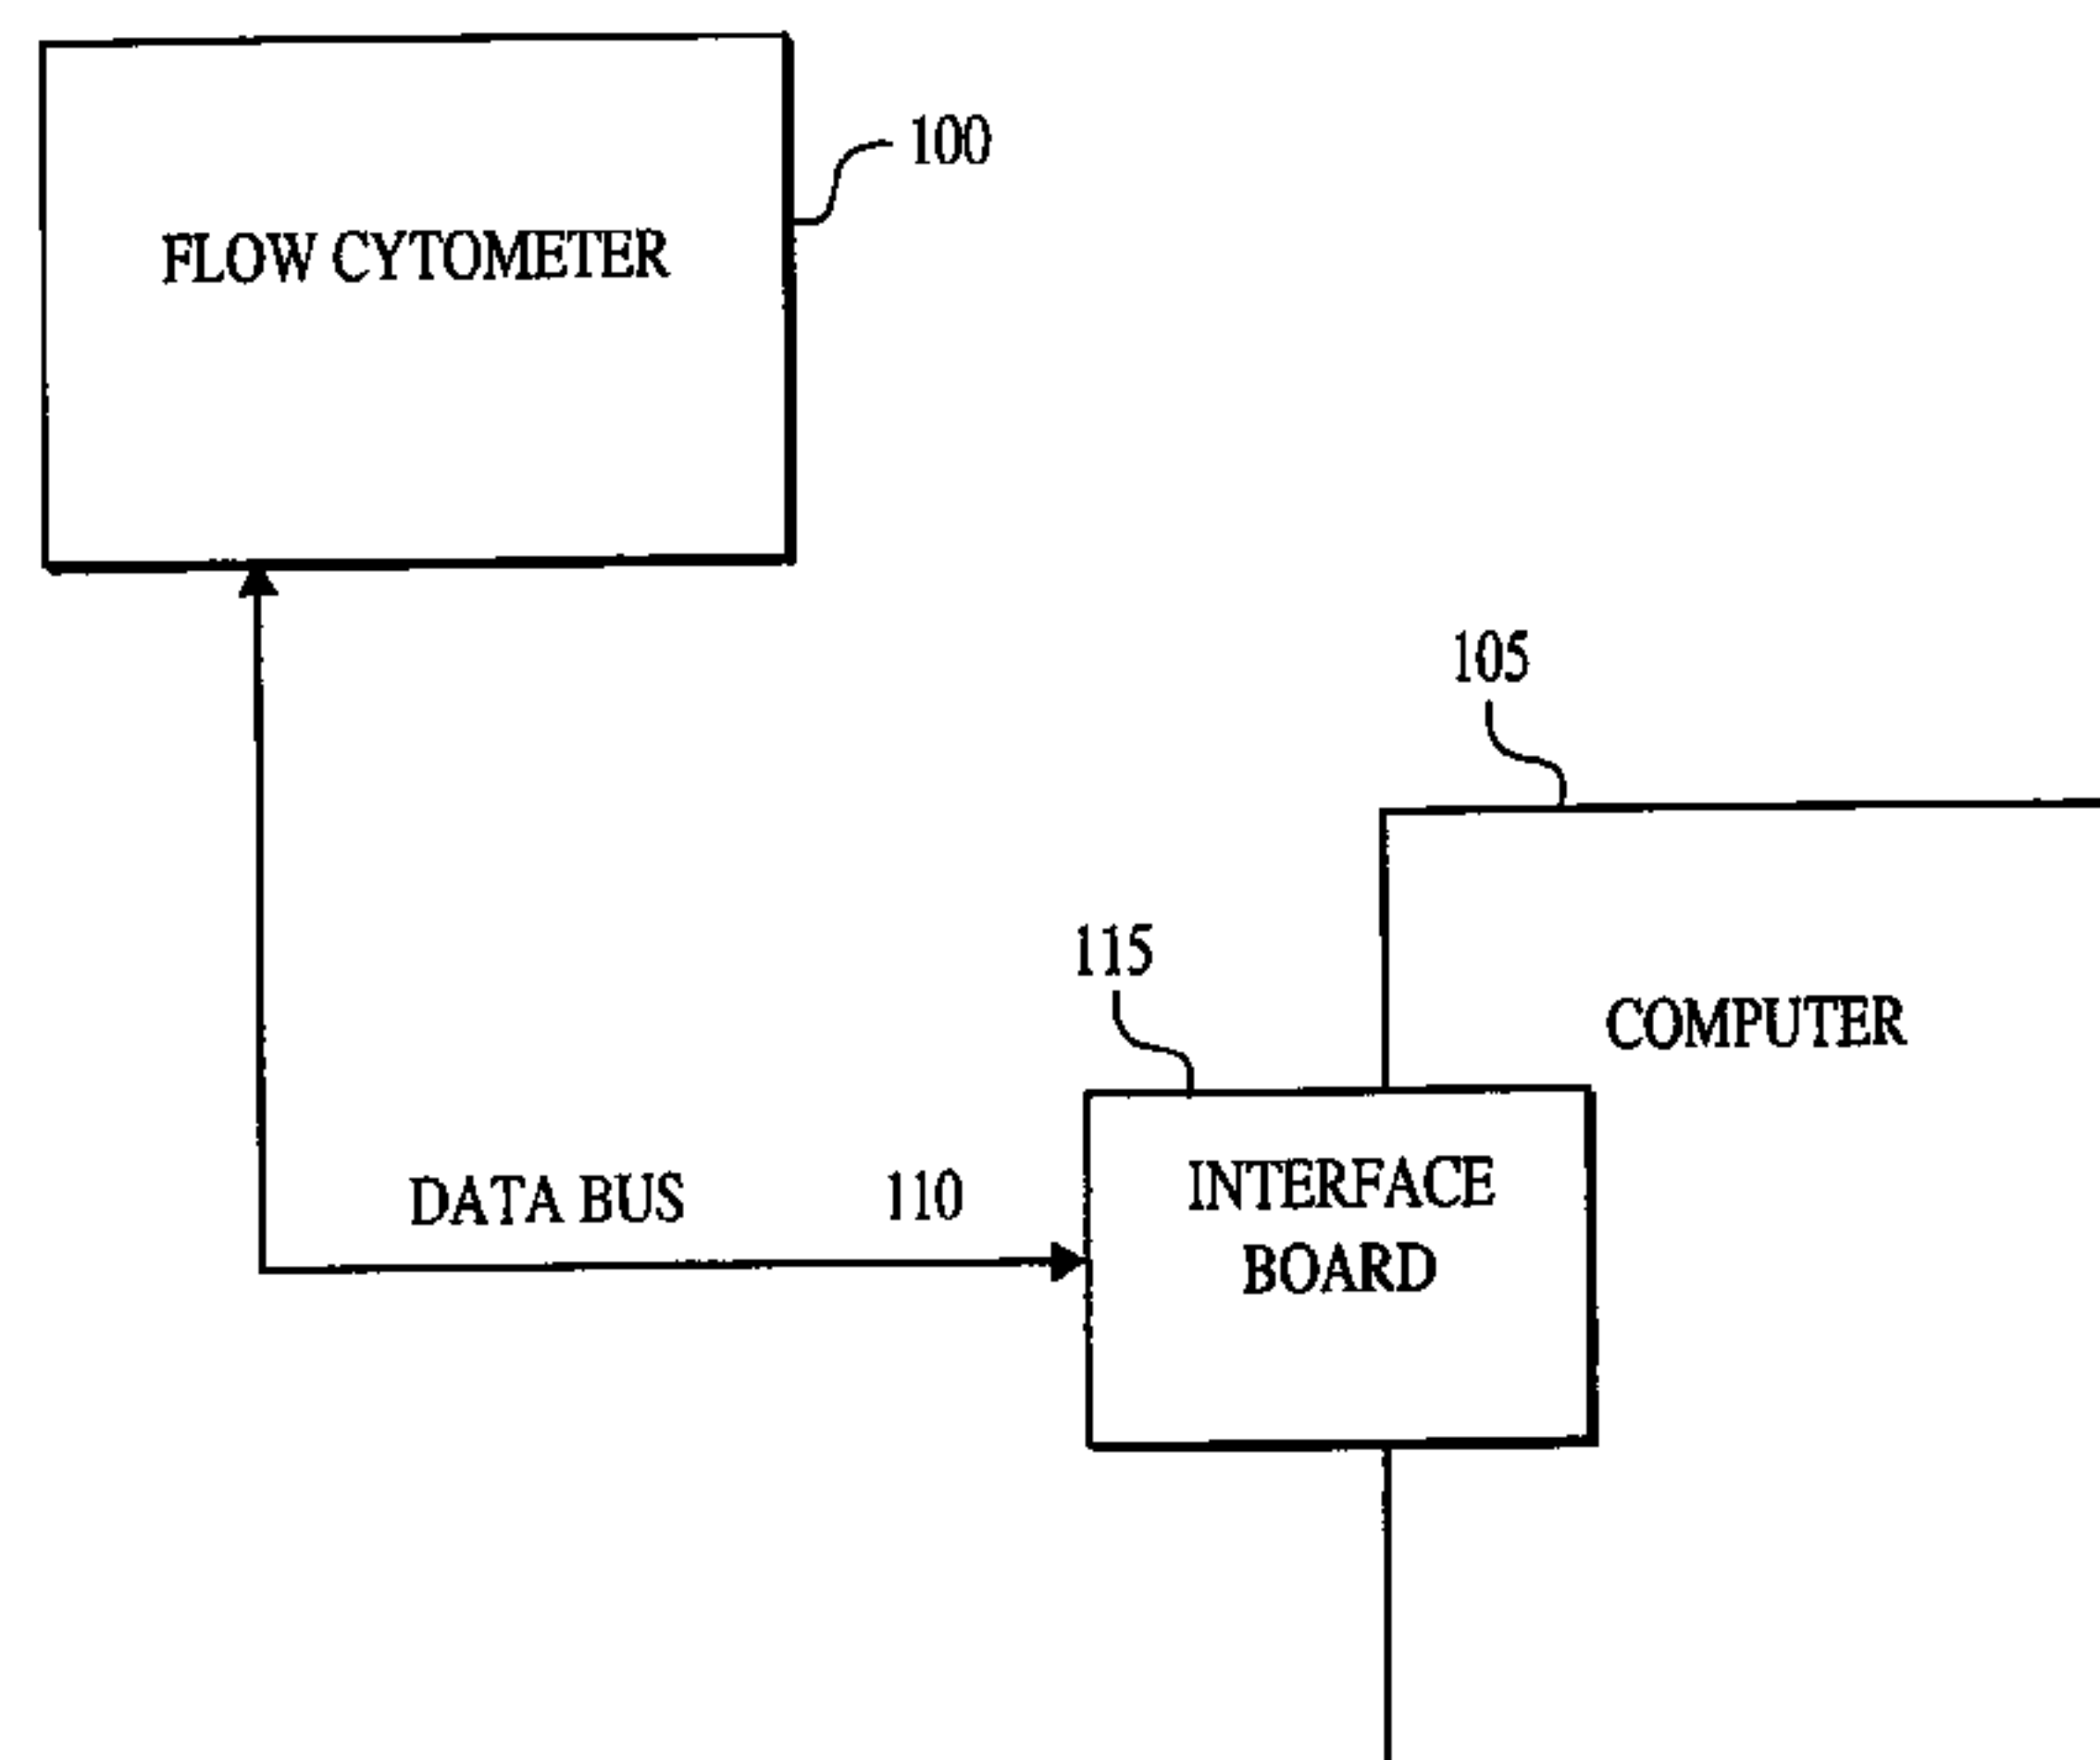 100
FLOW CYTOMETER
105
115
COMPUTER
DATA BUS
110
INTERFACE
BOARD